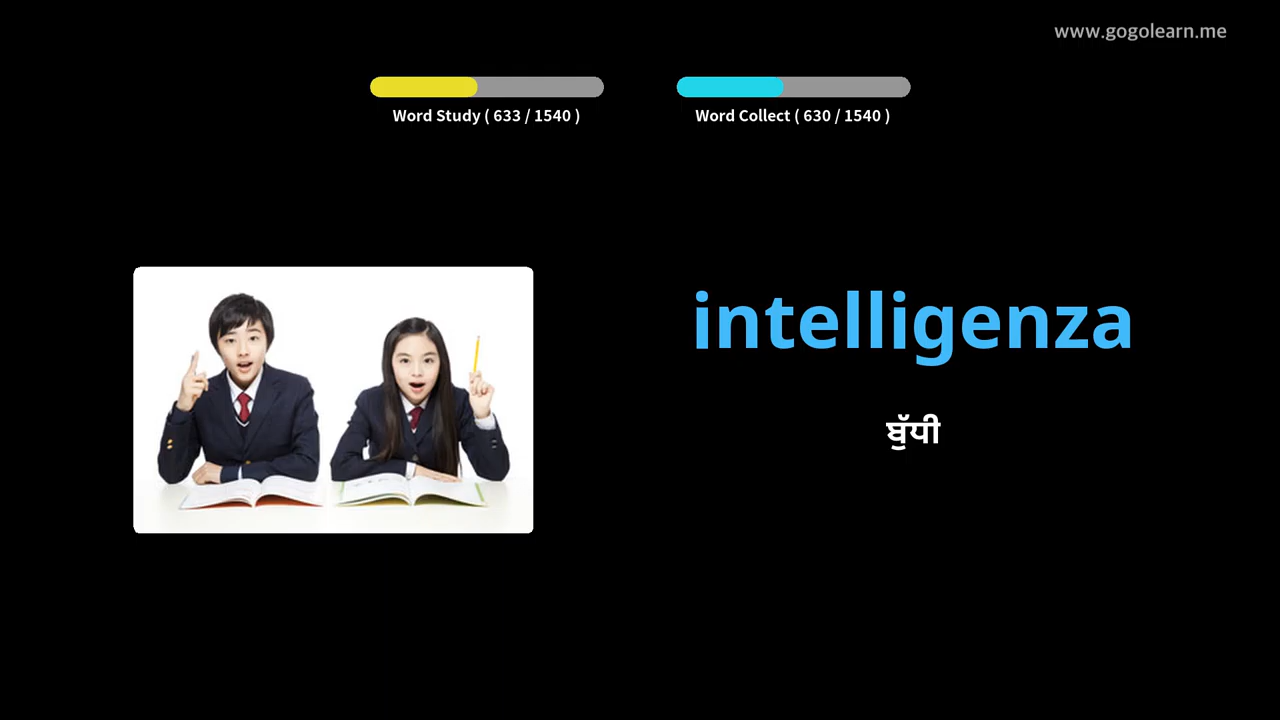 www.gogolearn.me
Word Study ( 633 / 1540 )
Word Collect ( 630 / 1540 )
intelligenza
ਬੁੱਧੀ